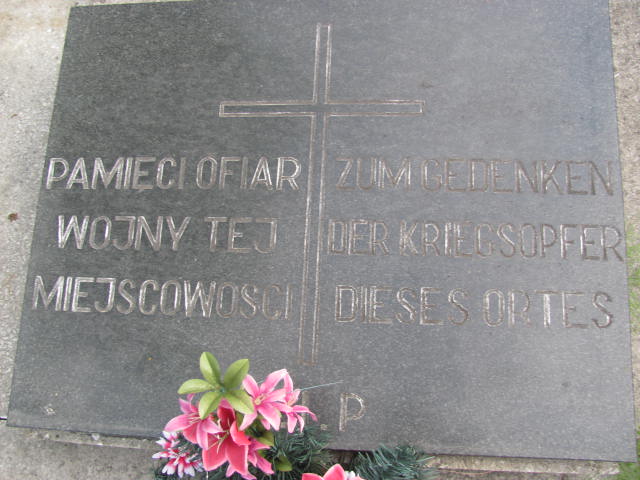 PAMIĘCI OFIAR
WOJNY TEJ
MIEJSCOWOSCI
ZUM GEDENKEN
DER KRIEGSOPFER
DIESES ORTES
.P